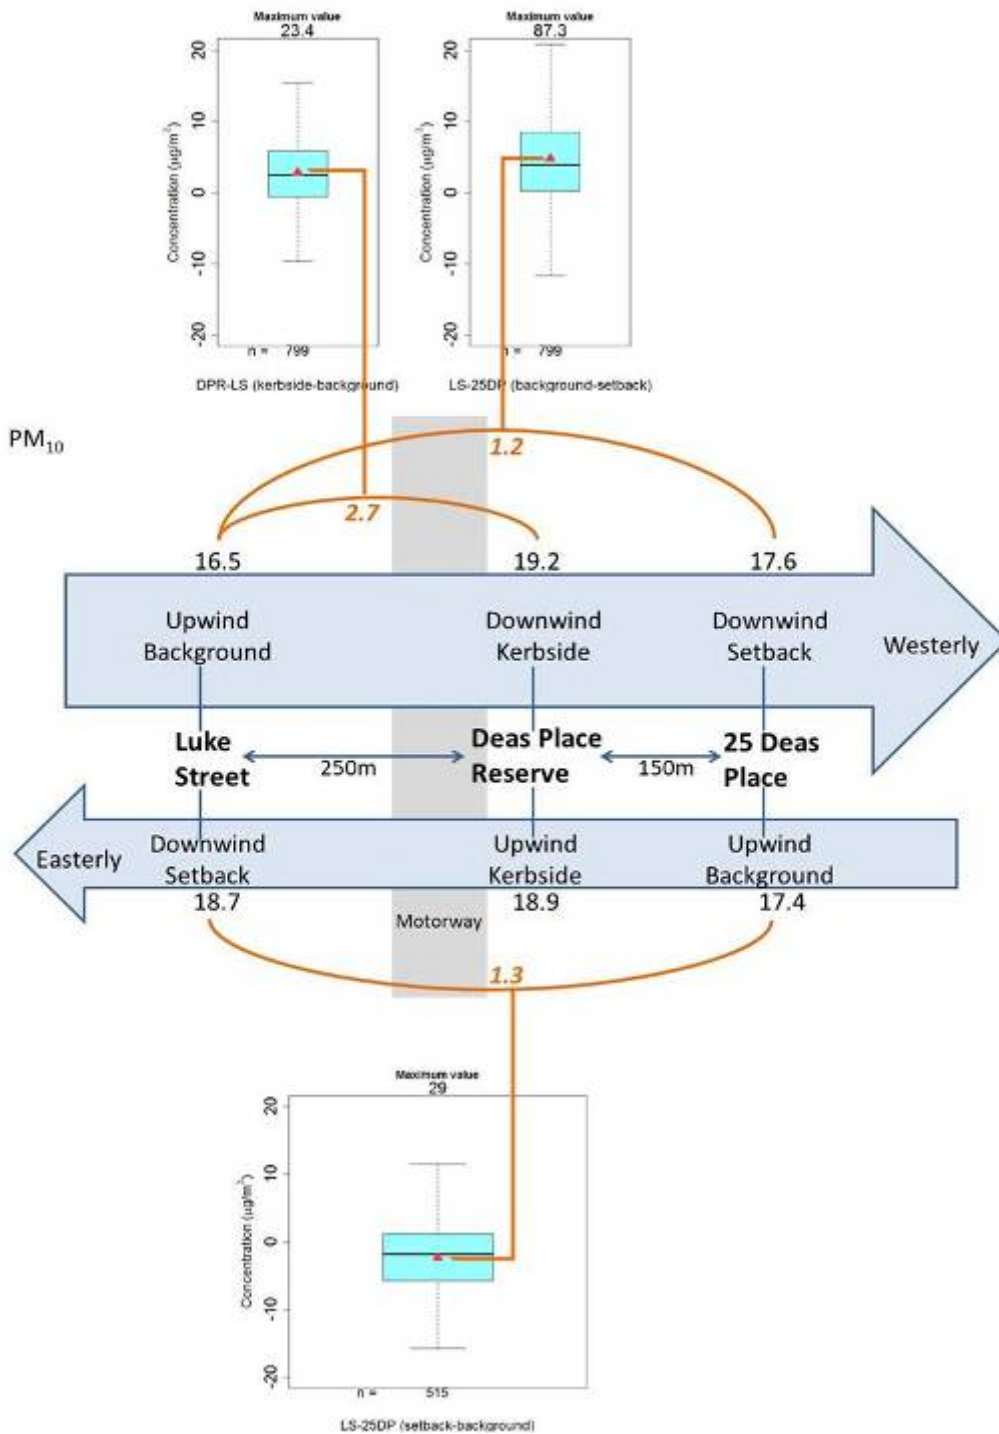 Maximum value
23.4
Maximum value
87.3
Concentration (µg/m²)
20
10
0
-10
-20
n = 799
DPR-LS (kerbside-background)
Concentration (µg/m³)
20
10
0
-10
-20
n = 799
LS-25DP (background-setback)
PM₁₀
1.2
2.7
16.5
19.2
17.6
Upwind
Background
Downwind
Kerbside
Downwind
Setback
Westerly
Luke
Street
250m
Deas Place
Reserve
150m
25 Deas
Place
Easterly
Downwind
Setback
Upwind
Kerbside
Upwind
Background
18.7
18.9
17.4
Motorway
1.3
Maximum value
29
Concentration (µg/m³)
20
10
0
-10
-20
n = 515
LS-25DP (setback-background)